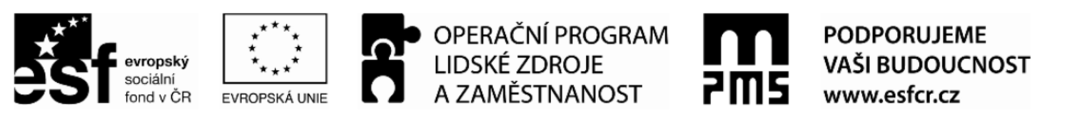 esf
evropský
sociální
fond v ČR
EVROPSKÁ UNIE
OPERAČNÍ PROGRAM
LIDSKÉ ZDROJE
A ZAMĚSTNANOST
PMS
PODPORUJEME
VAŠI BUDOUCNOST
www.esfcr.cz